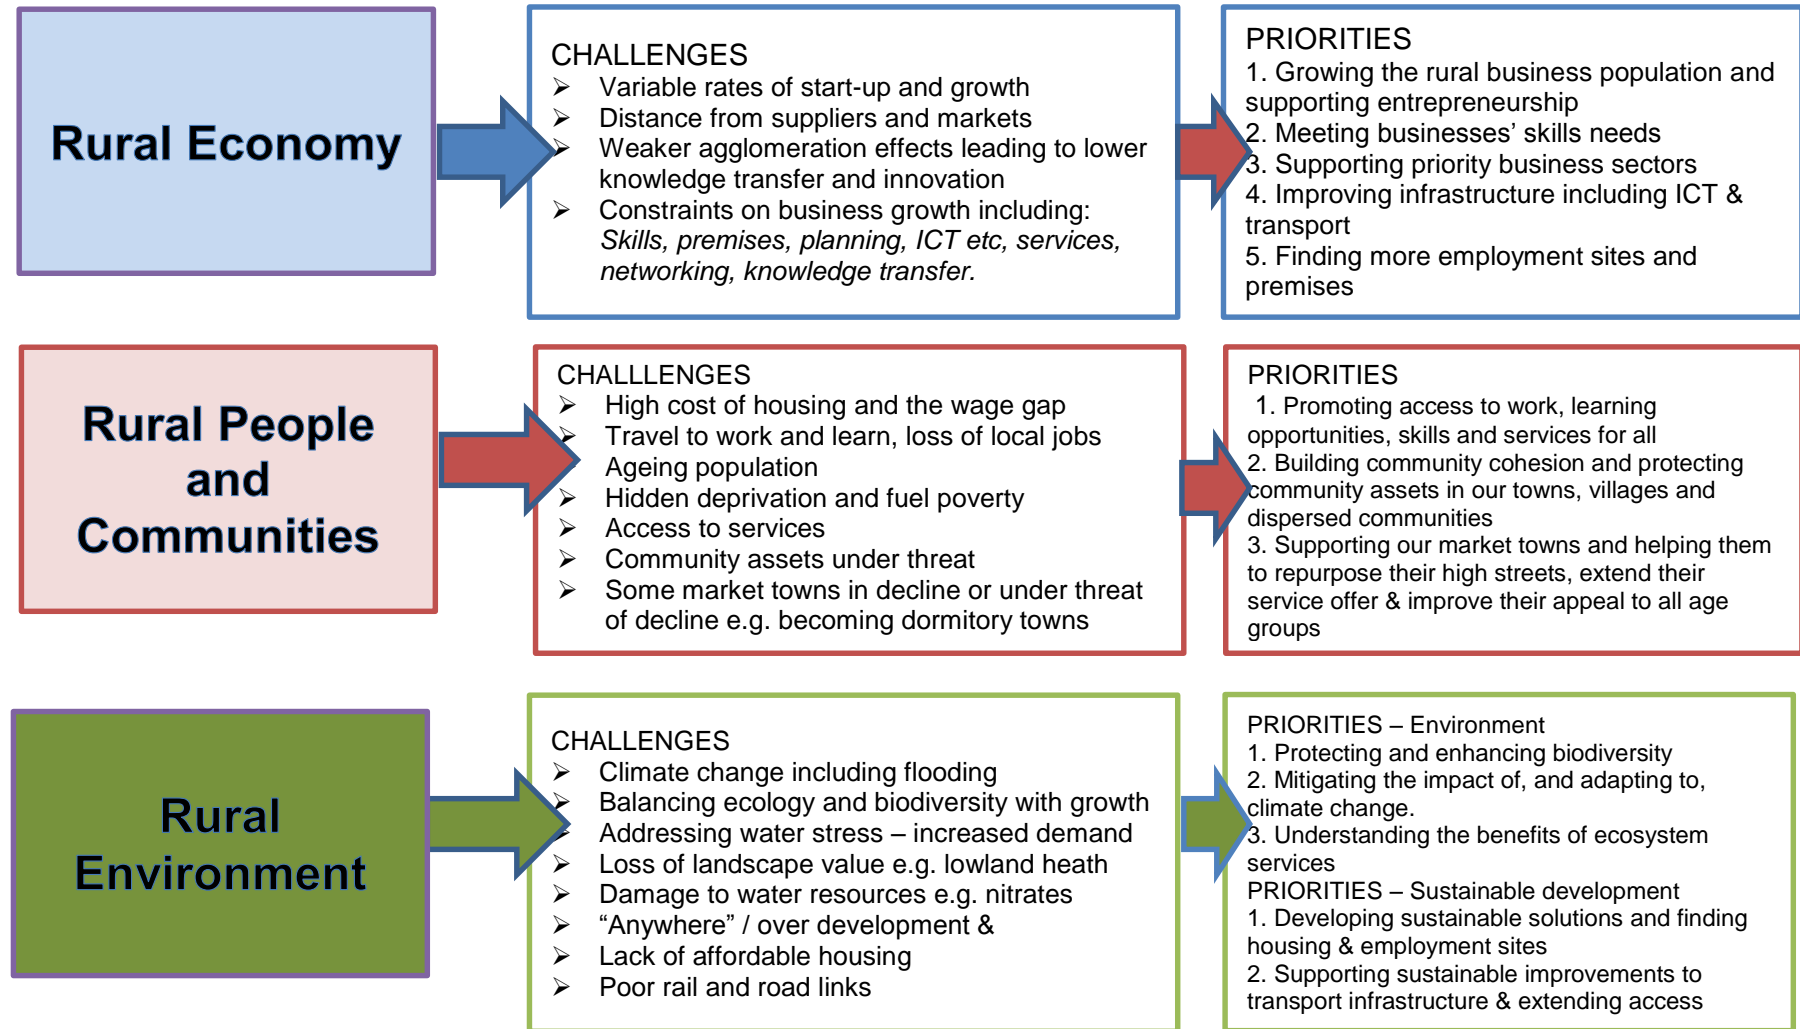 Rural Economy
CHALLENGES
➢ Variable rates of start-up and growth
➢ Distance from suppliers and markets
➢ Weaker agglomeration effects leading to lower
knowledge transfer and innovation
➢ Constraints on business growth including:
Skills, premises, planning, ICT etc, services,
networking, knowledge transfer.
PRIORITIES
1. Growing the rural business population and
supporting entrepreneurship
2. Meeting businesses’ skills needs
3. Supporting priority business sectors
4. Improving infrastructure including ICT &
transport
5. Finding more employment sites and
premises
Rural People
and
Communities
CHALLLENGES
➢ High cost of housing and the wage gap
➢ Travel to work and learn, loss of local jobs
Ageing population
➢ Hidden deprivation and fuel poverty
➢ Access to services
➢ Community assets under threat
➢ Some market towns in decline or under threat
of decline e.g. becoming dormitory towns
PRIORITIES
1. Promoting access to work, learning
opportunities, skills and services for all
2. Building community cohesion and protecting
community assets in our towns, villages and
dispersed communities
3. Supporting our market towns and helping them
to repurpose their high streets, extend their
service offer & improve their appeal to all age
groups
Rural
Environment
CHALLENGES
➢ Climate change including flooding
➢ Balancing ecology and biodiversity with growth
➢ Addressing water stress – increased demand
➢ Loss of landscape value e.g. lowland heath
➢ Damage to water resources e.g. nitrates
➢ “Anywhere” / over development &
➢ Lack of affordable housing
➢ Poor rail and road links
PRIORITIES – Environment
1. Protecting and enhancing biodiversity
2. Mitigating the impact of, and adapting to,
climate change.
3. Understanding the benefits of ecosystem
services
PRIORITIES – Sustainable development
1. Developing sustainable solutions and finding
housing & employment sites
2. Supporting sustainable improvements to
transport infrastructure & extending access